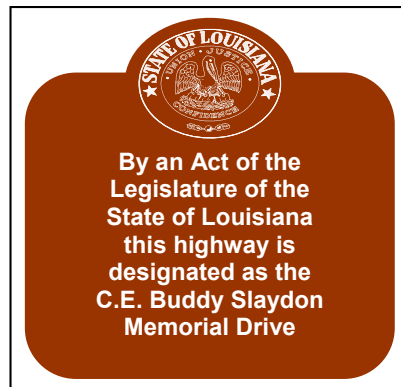 STATE OF LOUISIANA
UNION · JUSTICE
CONFIDENCE
By an Act of the
Legislature of the
State of Louisiana
this highway is
designated as the
C.E. Buddy Slaydon
Memorial Drive